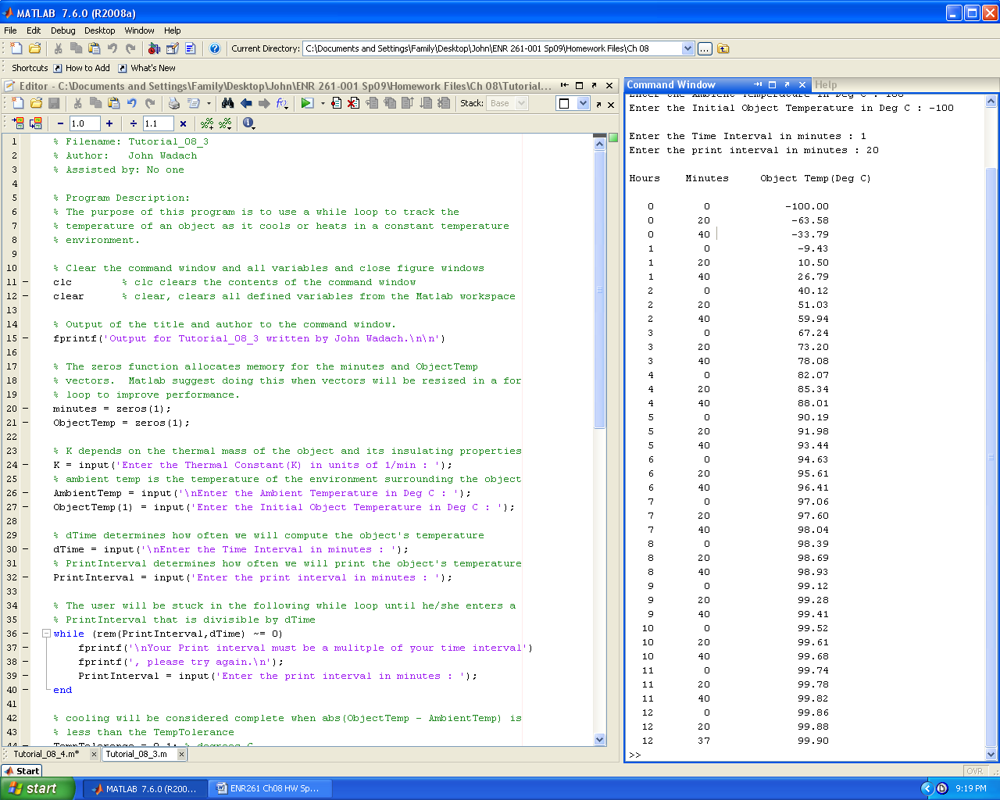 MATLAB 7.6.0 (R2008a)
File Edit Debug Desktop Window Help
Current Directory: C:\Documents and Settings\Family\Desktop\John\ENR 261-001 Sp09\Homework Files\Ch 08
Shortcuts How to Add What's New
Editor - C:\Documents and Settings\Family\Desktop\John\ENR 261-001 Sp09\Homework Files\Ch 08\Tutorial...
Stack: Base
- 1.0 + ÷ 1.1 ×
1 % Filename: Tutorial_08_3
2 % Author: John Wadach
3 % Assisted by: No one
4
5 % Program Description:
6 % The purpose of this program is to use a while loop to track the
7 % temperature of an object as it cools or heats in a constant temperature
8 % environment.
9
10 % Clear the command window and all variables and close figure windows
11 - clc % clc clears the contents of the command window
12 - clear % clear, clears all defined variables from the Matlab workspace
13
14 % Output of the title and author to the command window.
15 - fprintf('Output for Tutorial_08_3 written by John Wadach.\n\n')
16
17 % The zeros function allocates memory for the minutes and ObjectTemp
18 % vectors. Matlab suggest doing this when vectors will be resized in a for
19 % loop to improve performance.
20 - minutes = zeros(1);
21 - ObjectTemp = zeros(1);
22
23 % K depends on the thermal mass of the object and its insulating properties
24 - K = input('Enter the Thermal Constant(K) in units of 1/min : ');
25 % ambient temp is the temperature of the environment surrounding the object
26 - AmbientTemp = input('\nEnter the Ambient Temperature in Deg C : ');
27 - ObjectTemp(1) = input('Enter the Initial Object Temperature in Deg C : ');
28
29 % dTime determines how often we will compute the object's temperature
30 - dTime = input('\nEnter the Time Interval in minutes : ');
31 % PrintInterval determines how often we will print the object's temperature
32 - PrintInterval = input('Enter the print interval in minutes : ');
33
34 % The user will be stuck in the following while loop until he/she enters a
35 % PrintInterval that is divisible by dTime
36 - while (rem(PrintInterval,dTime) ~= 0)
37 - fprintf('\nYour Print interval must be a mulitple of your time interval')
38 - fprintf(', please try again.\n');
39 - PrintInterval = input('Enter the print interval in minutes : ');
40 - end
41
42 % cooling will be considered complete when abs(ObjectTemp - AmbientTemp) is
43 % less than the TempTolerance
44 - TempTolerance = 0.1; % degrees C
Tutorial_08_4.m* Tutorial_08_3.m
Command Window Help
Enter the Ambient Temperature in Deg C : 100
Enter the Initial Object Temperature in Deg C : -100
Enter the Time Interval in minutes : 1
Enter the print interval in minutes : 20
Hours Minutes Object Temp(Deg C)
0 0 -100.00
0 20 -63.58
0 40 -33.79
1 0 -9.43
1 20 10.50
1 40 26.79
2 0 40.12
2 20 51.03
2 40 59.94
3 0 67.24
3 20 73.20
3 40 78.08
4 0 82.07
4 20 85.34
4 40 88.01
5 0 90.19
5 20 91.98
5 40 93.44
6 0 94.63
6 20 95.61
6 40 96.41
7 0 97.06
7 20 97.60
7 40 98.04
8 0 98.39
8 20 98.69
8 40 98.93
9 0 99.12
9 20 99.28
9 40 99.41
10 0 99.52
10 20 99.61
10 40 99.68
11 0 99.74
11 20 99.78
11 40 99.82
12 0 99.86
12 20 99.88
12 37 99.90
>>
Start OVR
start MATLAB 7.6.0 (R200... ENR261 Ch08 HW Sp... 9:19 PM